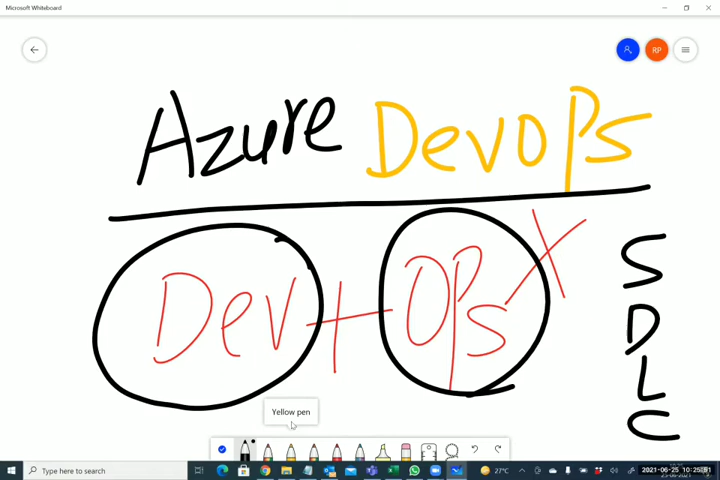 Microsoft Whiteboard
RP
Azure DevOps
Dev + Ops X
S
D
L
C
Yellow pen
Type here to search
27°C
2021-06-25 10:25:51